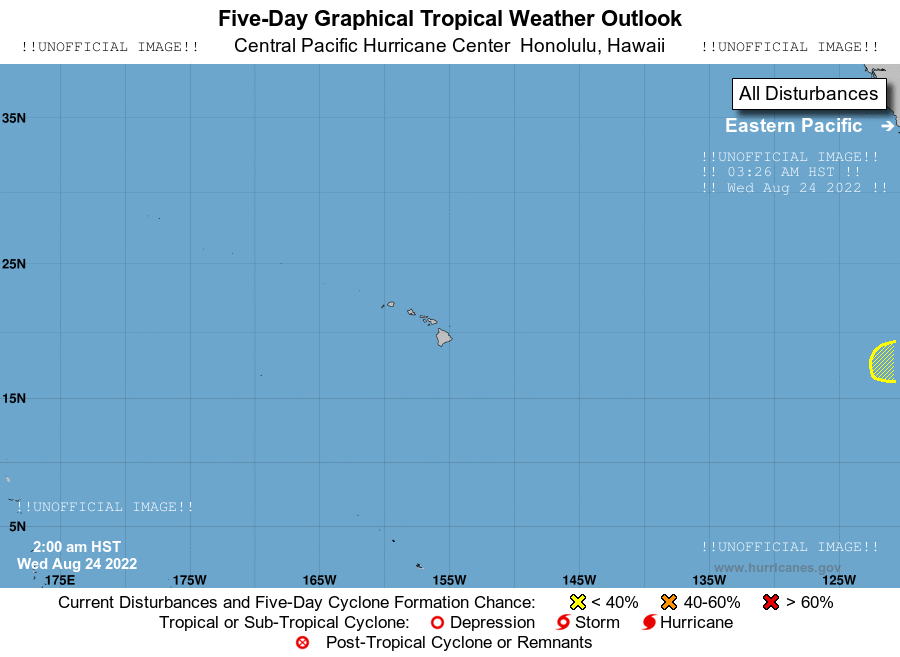 Five-Day Graphical Tropical Weather Outlook
!!UNOFFICIAL IMAGE!! Central Pacific Hurricane Center Honolulu, Hawaii !!UNOFFICIAL IMAGE!!
All Disturbances
35N
Eastern Pacific →
!!UNOFFICIAL IMAGE!!
!! 03:26 AM HST !!
!! Wed Aug 24 2022 !!
25N
15N
!!UNOFFICIAL IMAGE!!
5N
2:00 am HST
Wed Aug 24 2022
!!UNOFFICIAL IMAGE!!
www.hurricanes.gov
175E 175W 165W 155W 145W 135W 125W
Current Disturbances and Five-Day Cyclone Formation Chance: < 40% 40-60% > 60%
Tropical or Sub-Tropical Cyclone: Depression Storm Hurricane
Post-Tropical Cyclone or Remnants